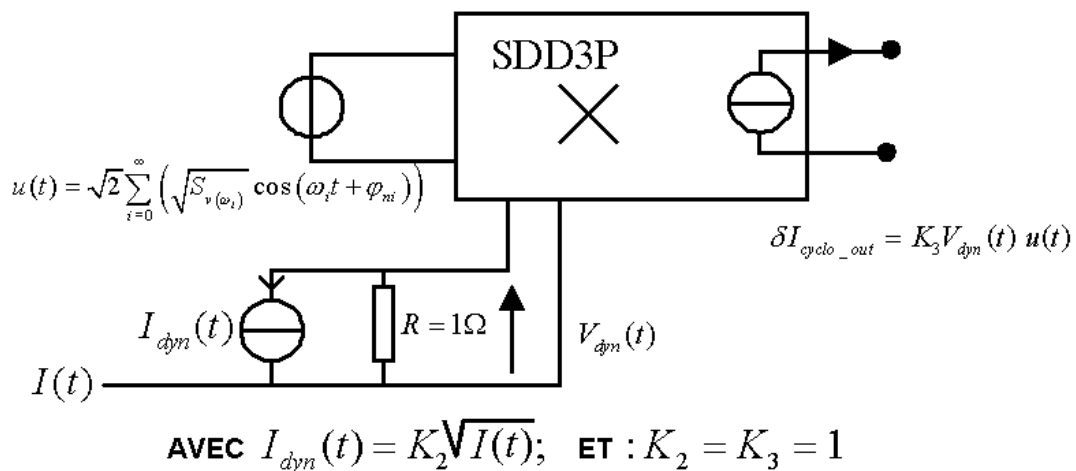 SDD3P
u(t) = √2 ∑_{i=0}^{∞} (√S_{v(ω_i)} cos(ω_i t + φ_{ni}))
δI_{cyclo_out} = K_3 V_{dyn}(t) u(t)
I_{dyn}(t)
R = 1Ω
V_{dyn}(t)
I(t)
AVEC I_{dyn}(t) = K_2 √I(t); ET : K_2 = K_3 = 1